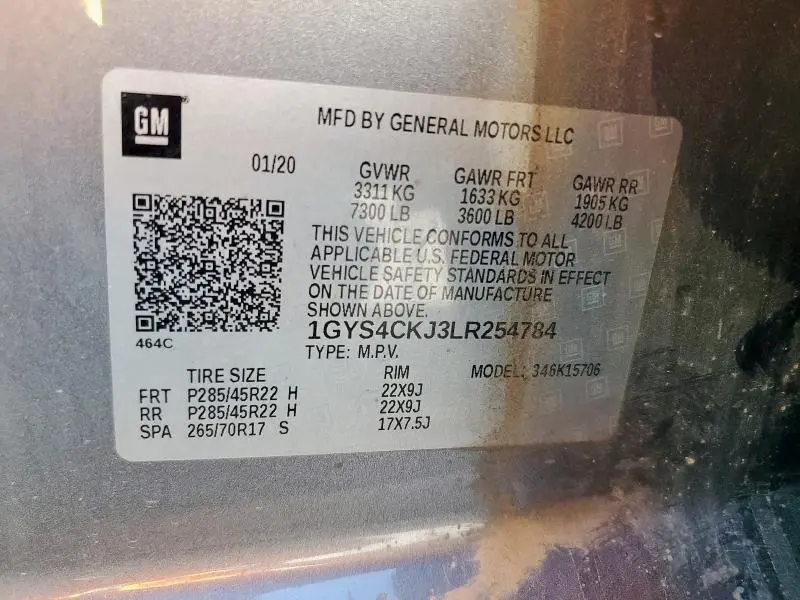 GM
MFD BY GENERAL MOTORS LLC
01/20
GVWR GAWR FRT GAWR RR
3311 KG 1633 KG 1905 KG
7300 LB 3600 LB 4200 LB
THIS VEHICLE CONFORMS TO ALL
APPLICABLE U.S. FEDERAL MOTOR
VEHICLE SAFETY STANDARDS IN EFFECT
ON THE DATE OF MANUFACTURE
SHOWN ABOVE.
1GYS4CKJ3LR254784
464C
TYPE: M.P.V.
TIRE SIZE RIM MODEL: 346K15706
FRT P285/45R22 H 22X9J
RR P285/45R22 H 22X9J
SPA 265/70R17 S 17X7.5J